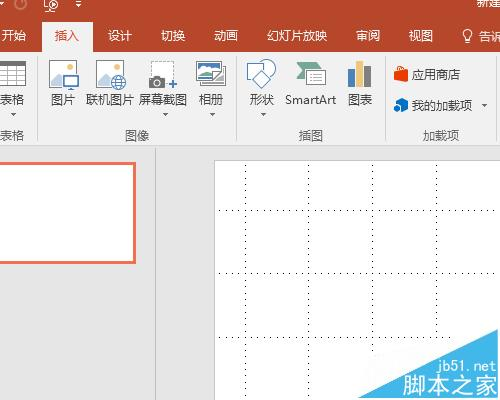 新建
开始 插入 设计 切换 动画 幻灯片放映 审阅 视图 告诉
表格 图片 联机图片 屏幕截图 相册 形状 SmartArt 图表 应用商店
我的加载项
表格 图像 插图 加载项
jb51.net
脚本之家